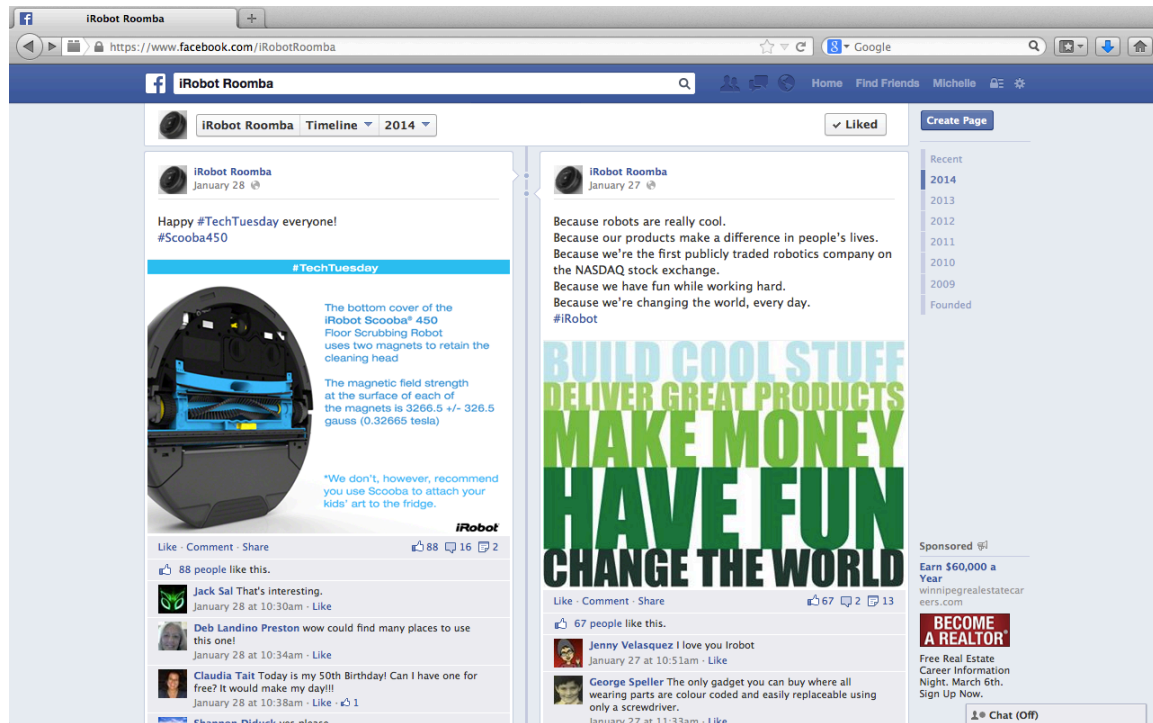 iRobot Roomba
https://www.facebook.com/iRobotRoomba
Google
iRobot Roomba
Home Find Friends Michelle
iRobot Roomba Timeline 2014
Liked
Create Page
Recent
2014
2013
2012
2011
2010
2009
Founded
iRobot Roomba
January 28
Happy #TechTuesday everyone!
#Scooba450
#TechTuesday
The bottom cover of the
iRobot Scooba® 450
Floor Scrubbing Robot
uses two magnets to retain the
cleaning head
The magnetic field strength
at the surface of each of
the magnets is 3266.5 +/- 326.5
gauss (0.32665 tesla)
*We don't, however, recommend
you use Scooba to attach your
kids' art to the fridge.
iRobot
Like · Comment · Share 88 16 2
88 people like this.
Jack Sal That's interesting.
January 28 at 10:30am · Like
Deb Landino Preston wow could find many places to use
this one!
January 28 at 10:34am · Like
Claudia Tait Today is my 50th Birthday! Can I have one for
free? It would make my day!!!
January 28 at 10:38am · Like · 1
Shannon Diduck yes please
iRobot Roomba
January 27
Because robots are really cool.
Because our products make a difference in people's lives.
Because we're the first publicly traded robotics company on
the NASDAQ stock exchange.
Because we have fun while working hard.
Because we're changing the world, every day.
#iRobot
BUILD COOL STUFF
DELIVER GREAT PRODUCTS
MAKE MONEY
HAVE FUN
CHANGE THE WORLD
Like · Comment · Share 67 2 13
67 people like this.
Jenny Velasquez I love you Irobot
January 27 at 10:51am · Like
George Speller The only gadget you can buy where all
wearing parts are colour coded and easily replaceable using
only a screwdriver.
January 27 at 11:33am · Like
Sponsored
Earn $60,000 a
Year
winnipegrealestatecar
eers.com
BECOME
A REALTOR®
Free Real Estate
Career Information
Night. March 6th.
Sign Up Now.
Chat (Off)